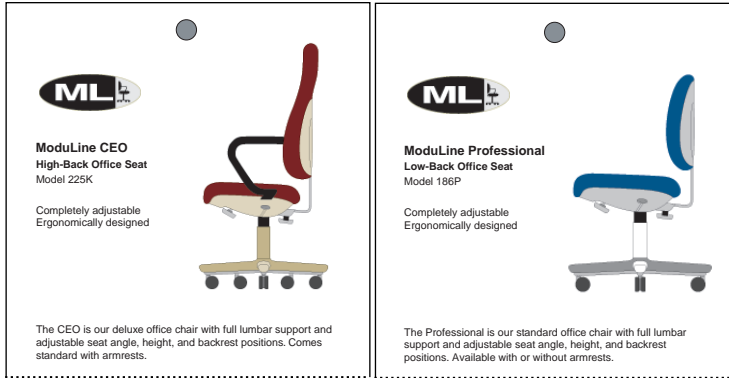 ML
ModuLine CEO
High-Back Office Seat
Model 225K
Completely adjustable
Ergonomically designed
The CEO is our deluxe office chair with full lumbar support and
adjustable seat angle, height, and backrest positions. Comes
standard with armrests.
ML
ModuLine Professional
Low-Back Office Seat
Model 186P
Completely adjustable
Ergonomically designed
The Professional is our standard office chair with full lumbar
support and adjustable seat angle, height, and backrest
positions. Available with or without armrests.